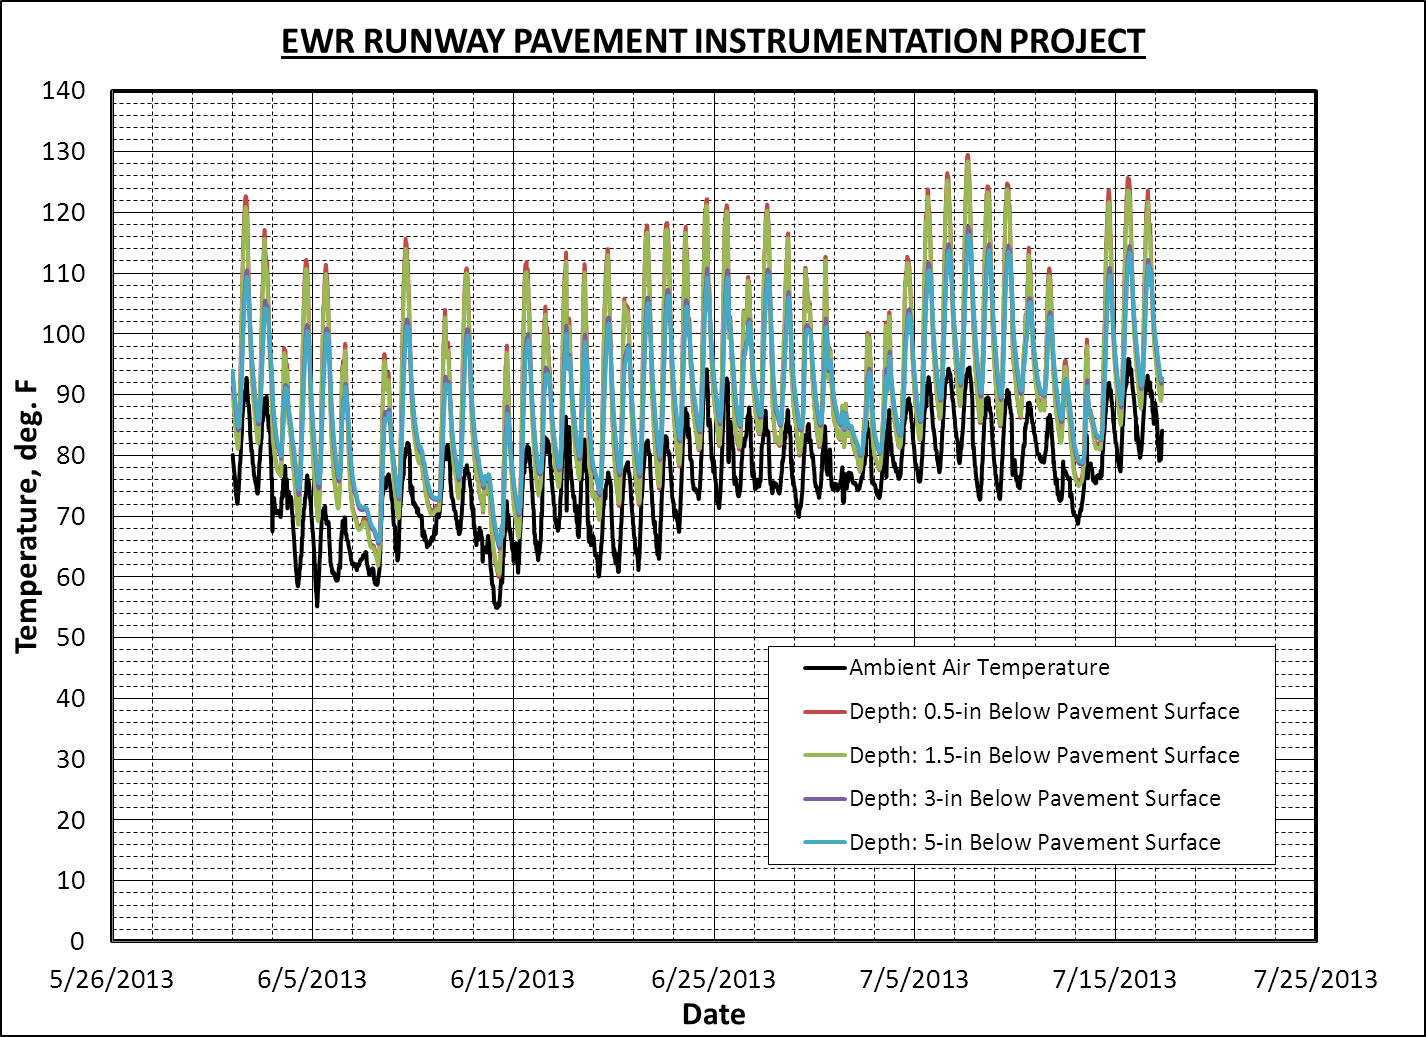 EWR RUNWAY PAVEMENT INSTRUMENTATION PROJECT
140
130
120
110
100
90
80
70
60
50
40
30
20
10
0
Temperature, deg. F
Ambient Air Temperature
Depth: 0.5-in Below Pavement Surface
Depth: 1.5-in Below Pavement Surface
Depth: 3-in Below Pavement Surface
Depth: 5-in Below Pavement Surface
5/26/2013 6/5/2013 6/15/2013 6/25/2013 7/5/2013 7/15/2013 7/25/2013
Date